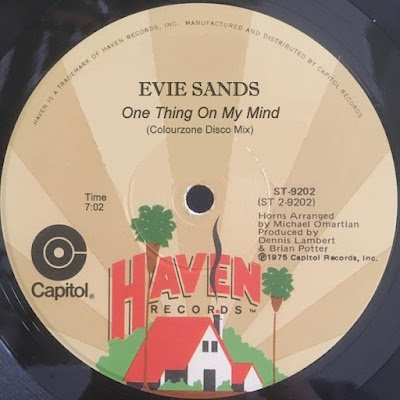 HAVEN IS A TRADEMARK OF HAVEN RECORDS, INC. MANUFACTURED AND DISTRIBUTED BY CAPITOL RECORDS
EVIE SANDS
One Thing On My Mind
(Colourzone Disco Mix)
Time
7:02
ST-9202
(ST 2-9202)
Horns Arranged
by Michael Omartian
Produced by
Dennis Lambert
& Brian Potter
℗1975 Capitol Records, Inc.
Capitol®
HAVEN
RECORDS™